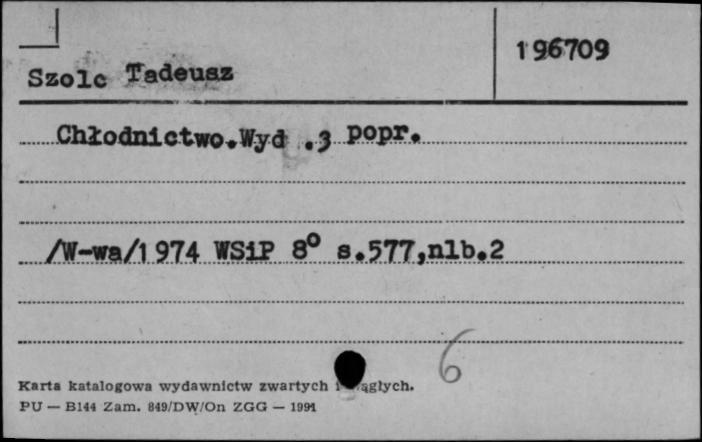 196709
Szolc Tadeusz
Chłodnictwo.Wyd .3 popr.
/W-wa/1974 WSiP 8° s.577,nlb.2
6
Karta katalogowa wydawnictw zwartych i ciągłych.
PU — B144 Zam. 849/DW/On ZGG — 1991